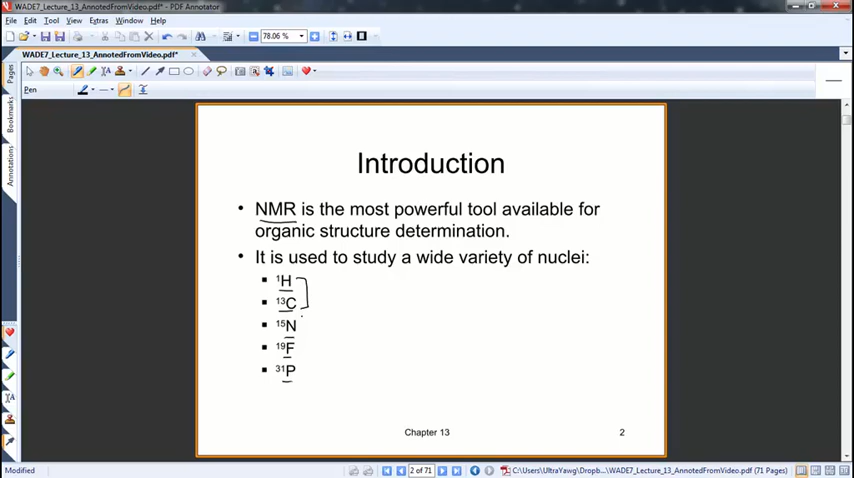 WADE7_Lecture_13_AnnotedFromVideo.pdf* - PDF Annotator
File Edit Tool View Extras Window Help
78.06 %
WADE7_Lecture_13_AnnotedFromVideo.pdf*
Pen
Pages
Bookmarks
Annotations
Introduction
• NMR is the most powerful tool available for
organic structure determination.
• It is used to study a wide variety of nuclei:
▪ ¹H
▪ ¹³C
▪ ¹⁵N
▪ ¹⁹F
▪ ³¹P
Chapter 13 2
Modified 2 of 71 C:\Users\UltraYawg\Dropb...\WADE7_Lecture_13_AnnotedFromVideo.pdf (71 Pages)